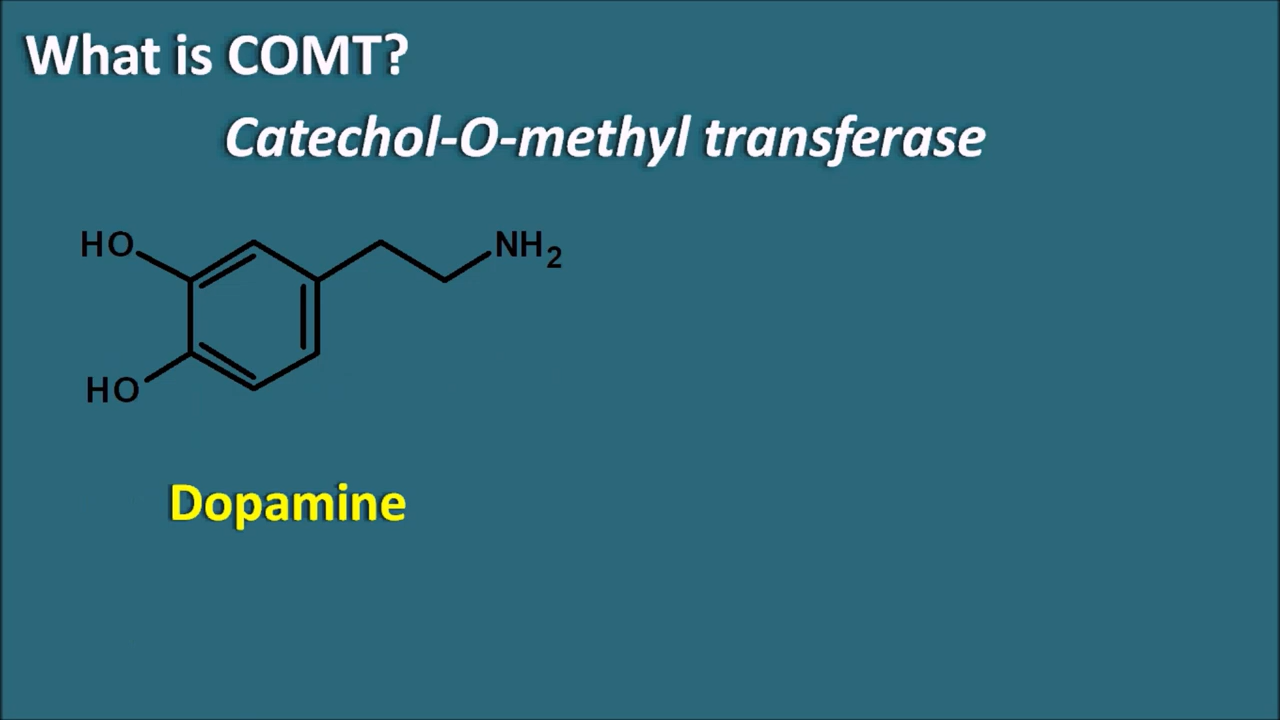 What is COMT?
Catechol-O-methyl transferase
HO
NH2
HO
Dopamine